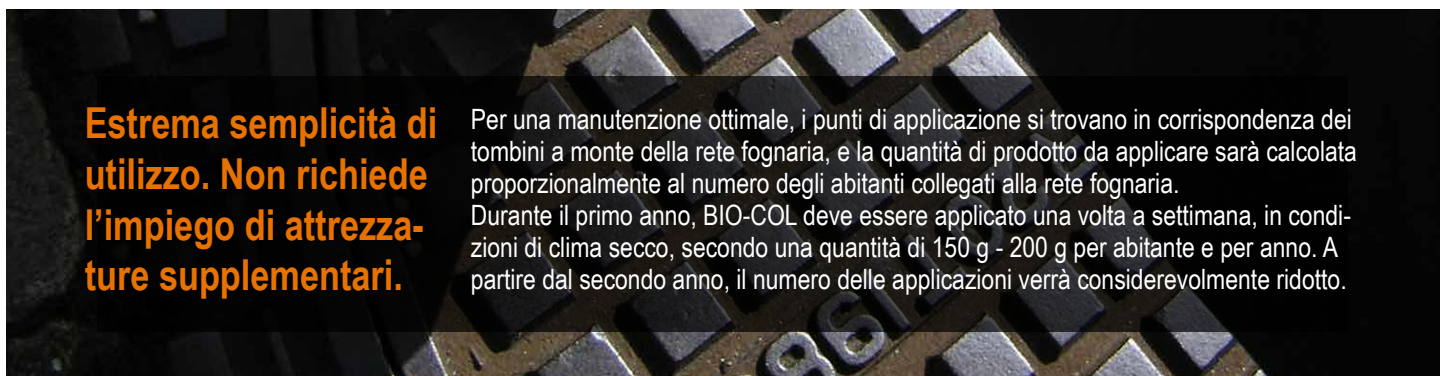 Estrema semplicità di
utilizzo. Non richiede
l’impiego di attrezza-
ture supplementari.
Per una manutenzione ottimale, i punti di applicazione si trovano in corrispondenza dei
tombini a monte della rete fognaria, e la quantità di prodotto da applicare sarà calcolata
proporzionalmente al numero degli abitanti collegati alla rete fognaria.
Durante il primo anno, BIO-COL deve essere applicato una volta a settimana, in condi-
zioni di clima secco, secondo una quantità di 150 g - 200 g per abitante e per anno. A
partire dal secondo anno, il numero delle applicazioni verrà considerevolmente ridotto.